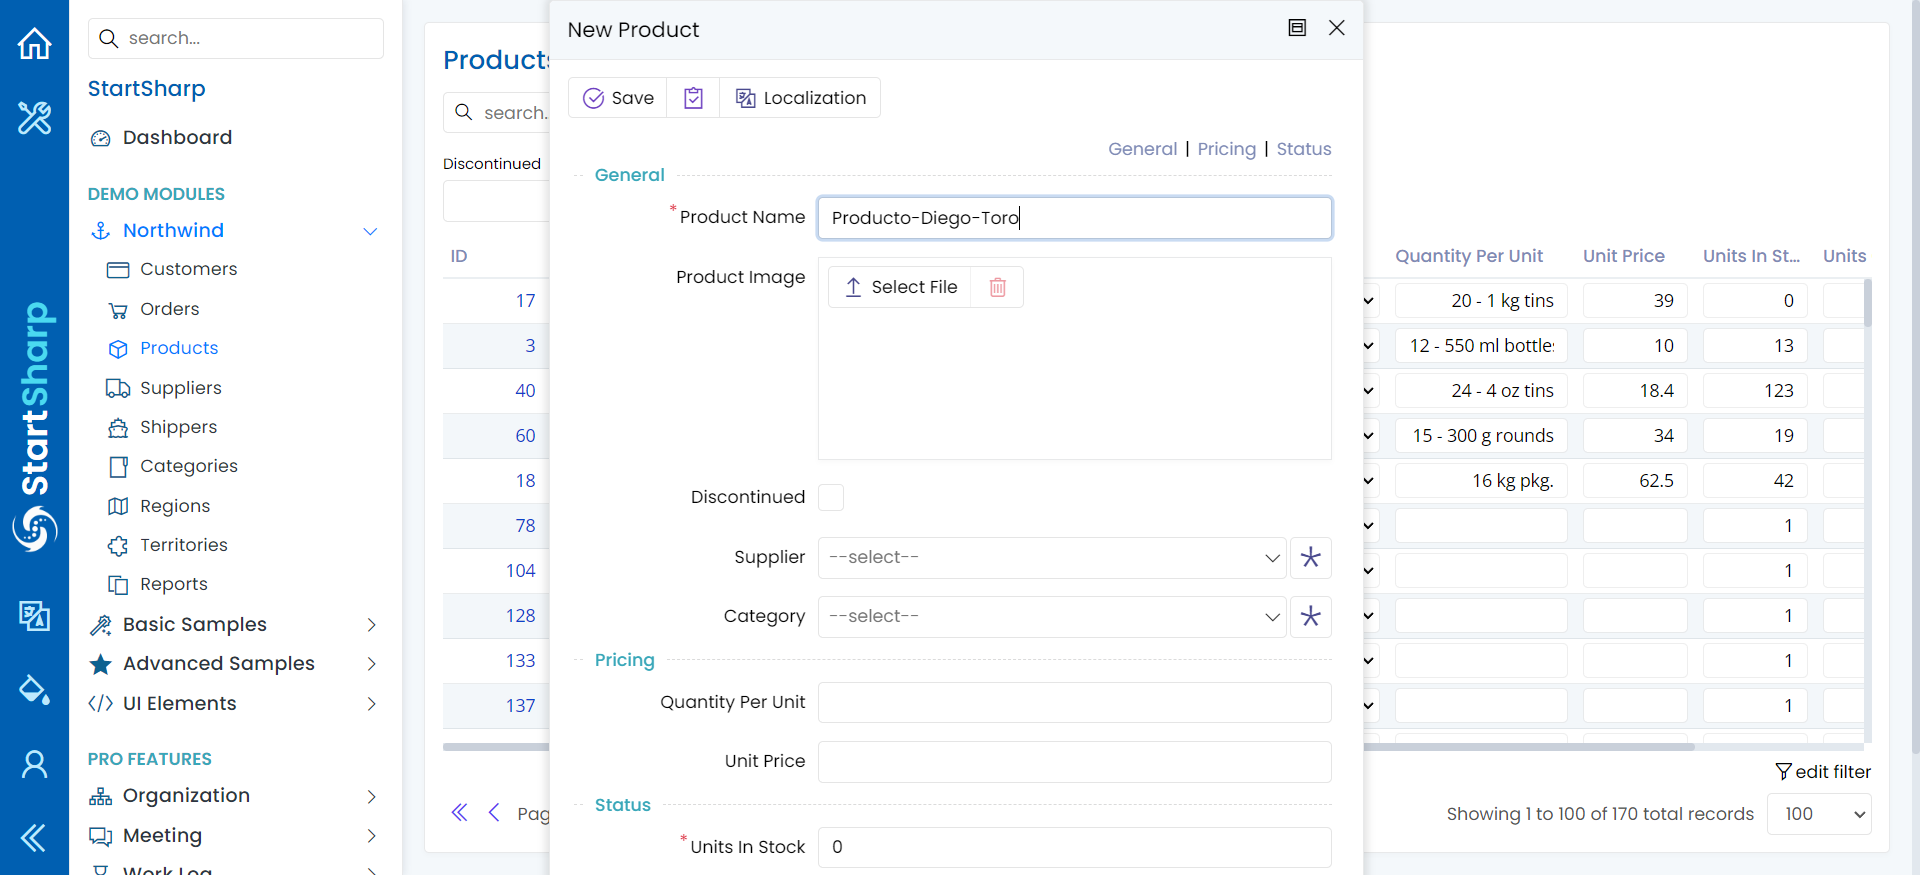 search...
StartSharp
Dashboard
DEMO MODULES
Northwind
Customers
Orders
Products
Suppliers
Shippers
Categories
Regions
Territories
Reports
Basic Samples
Advanced Samples
UI Elements
PRO FEATURES
Organization
Meeting
Work Log
StartSharp
Products
search.
Discontinued
ID
17
3
40
60
18
78
104
128
133
137
Pag
New Product
Save
Localization
General | Pricing | Status
General
*Product Name
Producto-Diego-Toro
Product Image
Select File
Discontinued
Supplier
--select--
Category
--select--
Pricing
Quantity Per Unit
Unit Price
Status
*Units In Stock
0
Quantity Per Unit Unit Price Units In St... Units
20 - 1 kg tins 39 0
12 - 550 ml bottles 10 13
24 - 4 oz tins 18.4 123
15 - 300 g rounds 34 19
16 kg pkg. 62.5 42
1
1
1
1
1
edit filter
Showing 1 to 100 of 170 total records
100